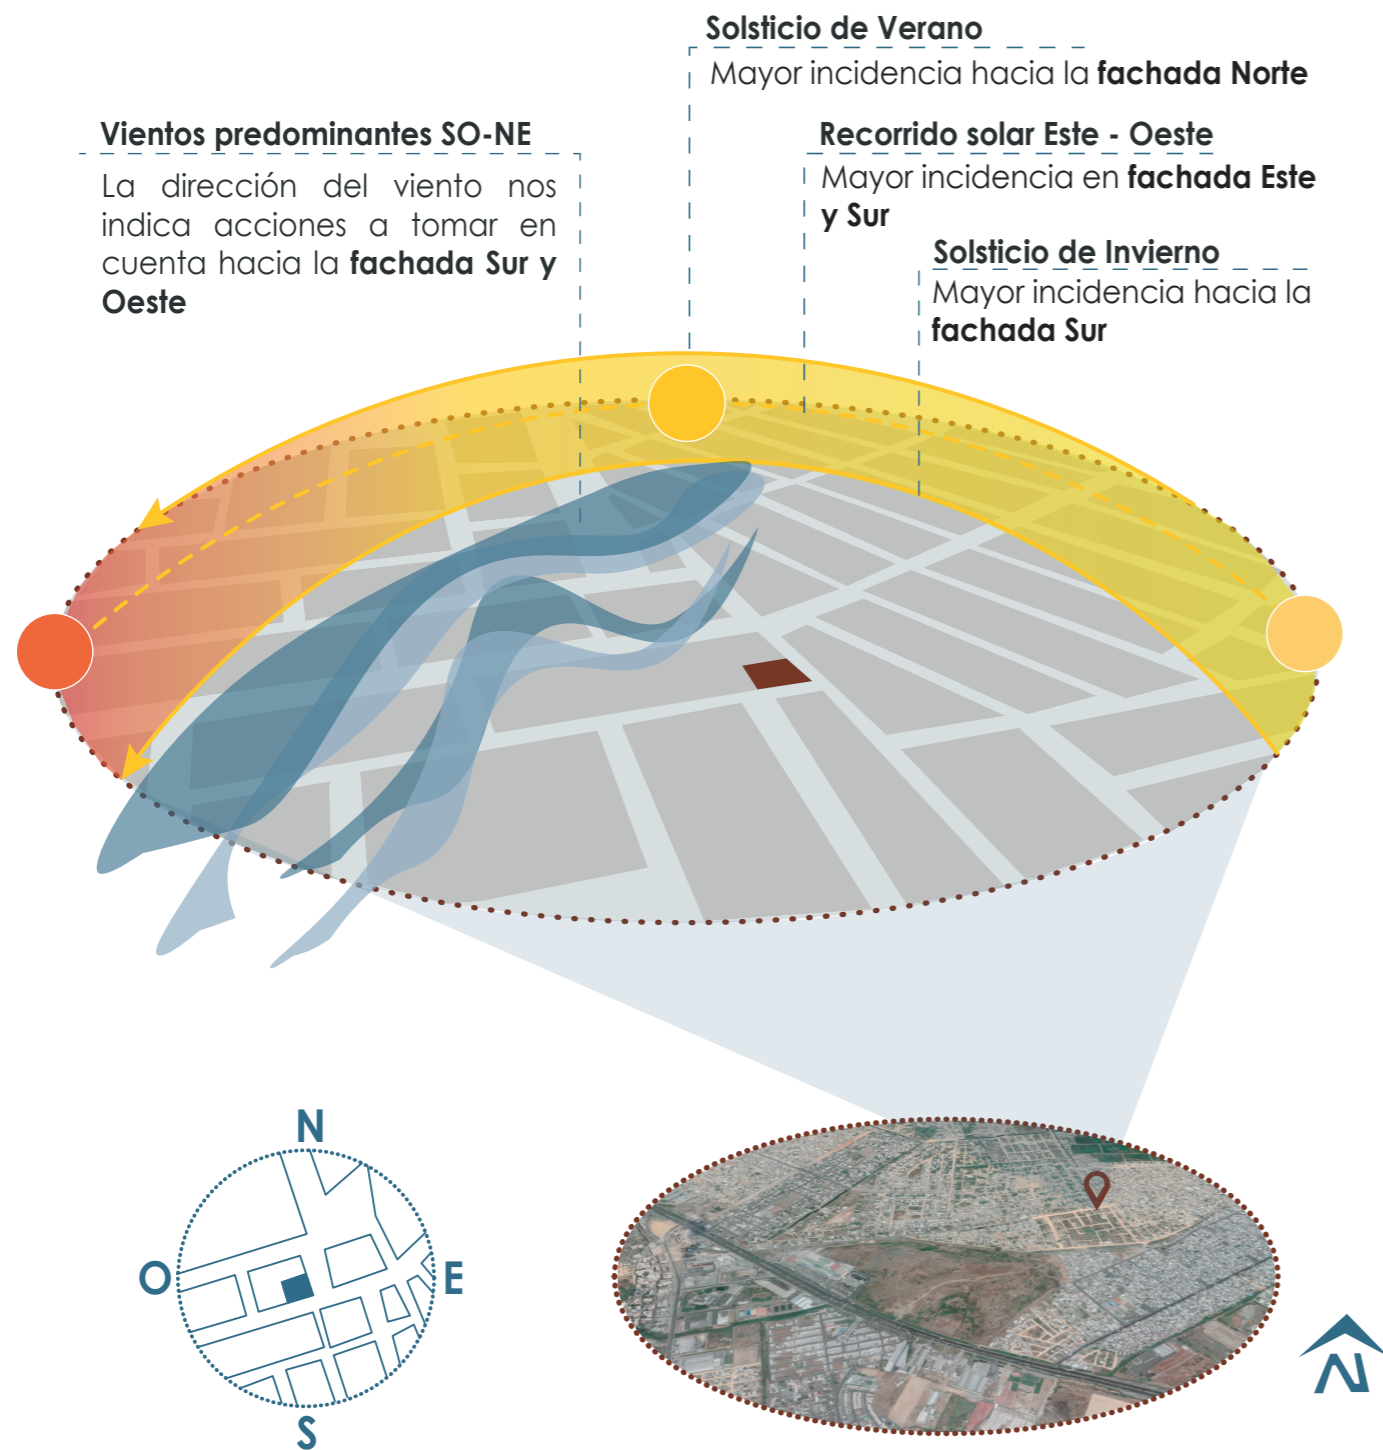 Solsticio de Verano
Mayor incidencia hacia la fachada Norte
Vientos predominantes SO-NE
La dirección del viento nos
indica acciones a tomar en
cuenta hacia la fachada Sur y
Oeste
Recorrido solar Este - Oeste
Mayor incidencia en fachada Este
y Sur
Solsticio de Invierno
Mayor incidencia hacia la
fachada Sur
N
O
E
S
N